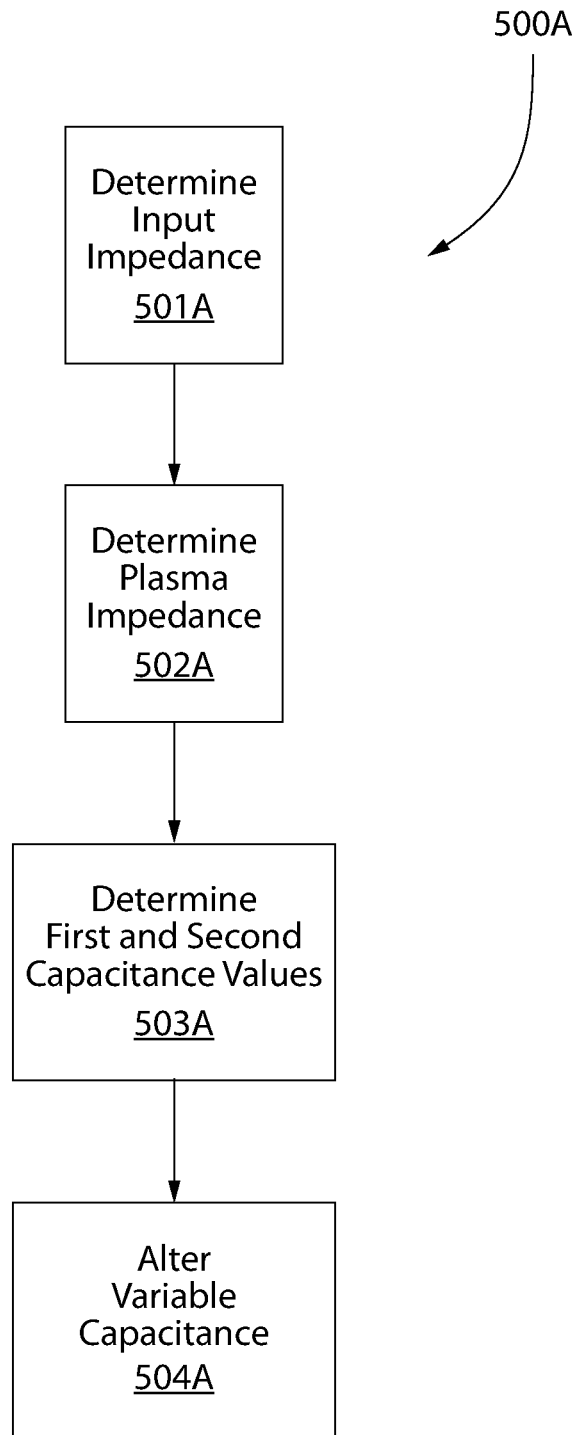 500A
Determine
Input
Impedance
501A
Determine
Plasma
Impedance
502A
Determine
First and Second
Capacitance Values
503A
Alter
Variable
Capacitance
504A